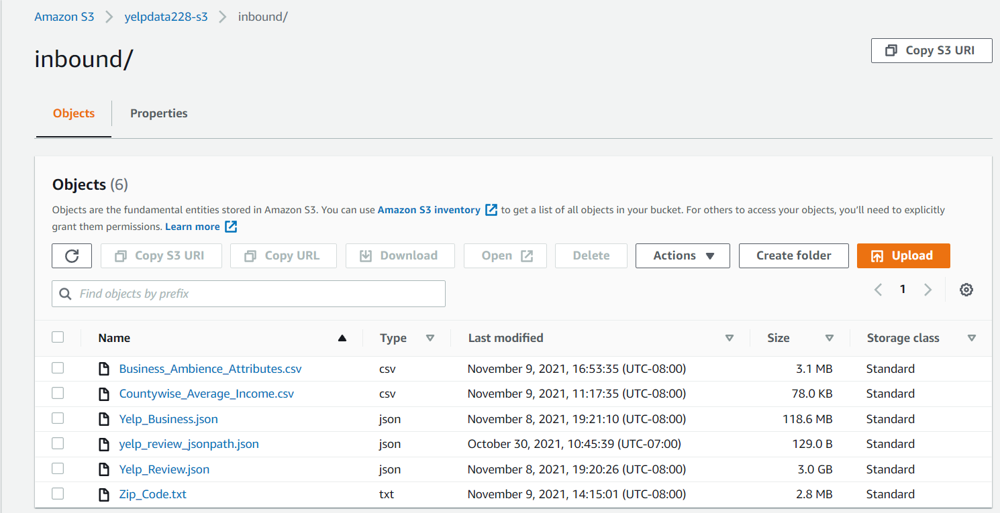 Amazon S3 > yelpdata228-s3 > inbound/
inbound/
Copy S3 URI
Objects
Properties
Objects (6)
Objects are the fundamental entities stored in Amazon S3. You can use Amazon S3 inventory to get a list of all objects in your bucket. For others to access your objects, you'll need to explicitly
grant them permissions. Learn more
Copy S3 URI Copy URL Download Open Delete Actions Create folder Upload
Find objects by prefix
1
Name Type Last modified Size Storage class
Business_Ambience_Attributes.csv csv November 9, 2021, 16:53:35 (UTC-08:00) 3.1 MB Standard
Countywise_Average_Income.csv csv November 9, 2021, 11:17:35 (UTC-08:00) 78.0 KB Standard
Yelp_Business.json json November 8, 2021, 19:21:10 (UTC-08:00) 118.6 MB Standard
yelp_review_jsonpath.json json October 30, 2021, 10:45:39 (UTC-07:00) 129.0 B Standard
Yelp_Review.json json November 8, 2021, 19:20:26 (UTC-08:00) 3.0 GB Standard
Zip_Code.txt txt November 9, 2021, 14:15:01 (UTC-08:00) 2.8 MB Standard